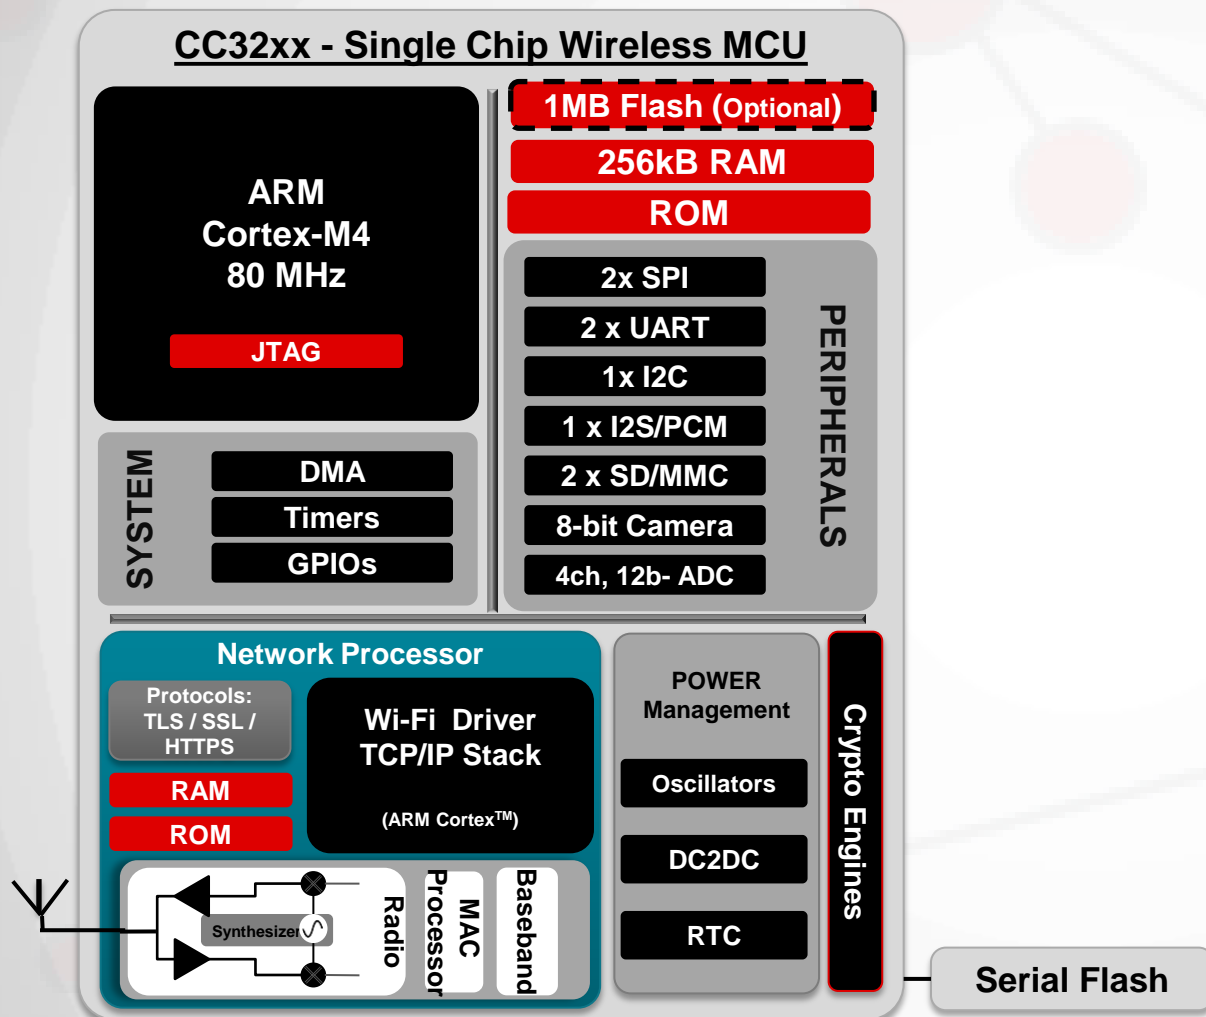 CC32xx - Single Chip Wireless MCU
ARM
Cortex-M4
80 MHz
JTAG
1MB Flash (Optional)
256kB RAM
ROM
SYSTEM
DMA
Timers
GPIOs
2x SPI
2 x UART
1x I2C
1 x I2S/PCM
2 x SD/MMC
8-bit Camera
4ch, 12b- ADC
PERIPHERALS
Network Processor
Protocols:
TLS / SSL /
HTTPS
RAM
ROM
Wi-Fi Driver
TCP/IP Stack
(ARM Cortex™)
Synthesizer
Radio
MAC
Processor
Baseband
POWER
Management
Oscillators
DC2DC
RTC
Crypto Engines
Serial Flash